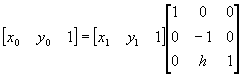 [x₀ y₀ 1] = [x₁ y₁ 1] [1 0 0
0 −1 0
0 h 1]